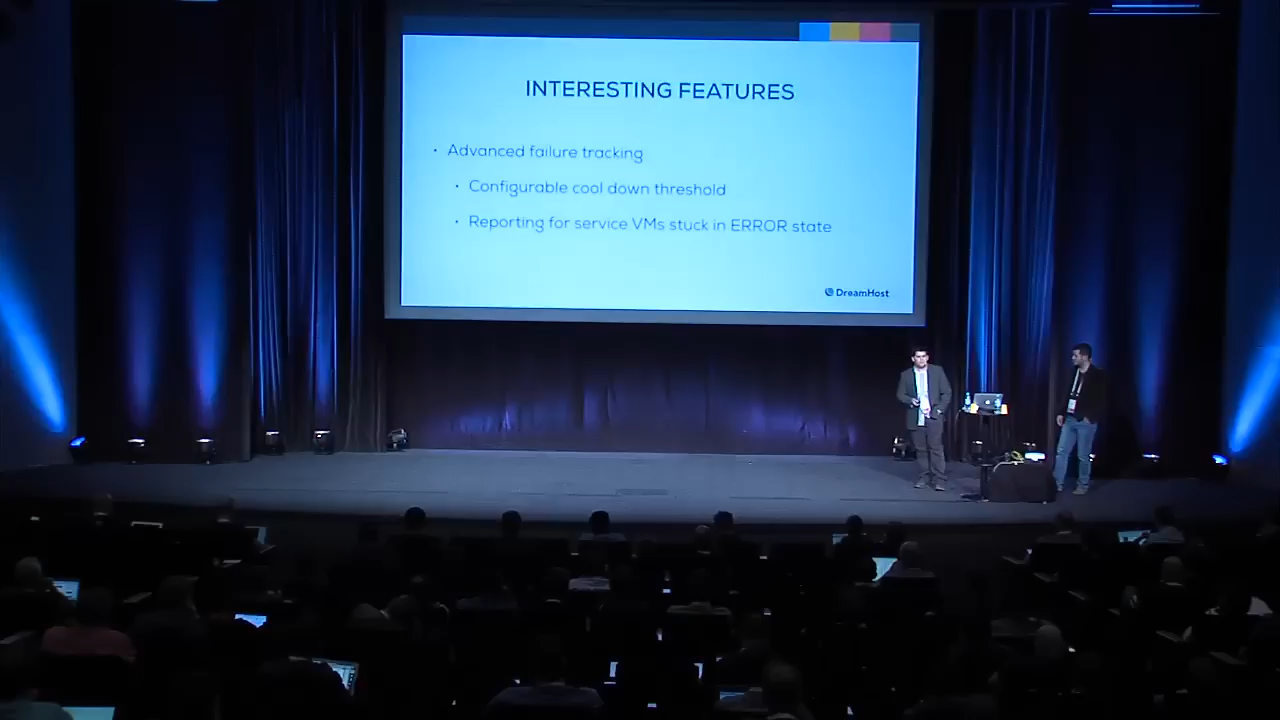 INTERESTING FEATURES
· Advanced failure tracking
· Configurable cool down threshold
· Reporting for service VMs stuck in ERROR state
DreamHost